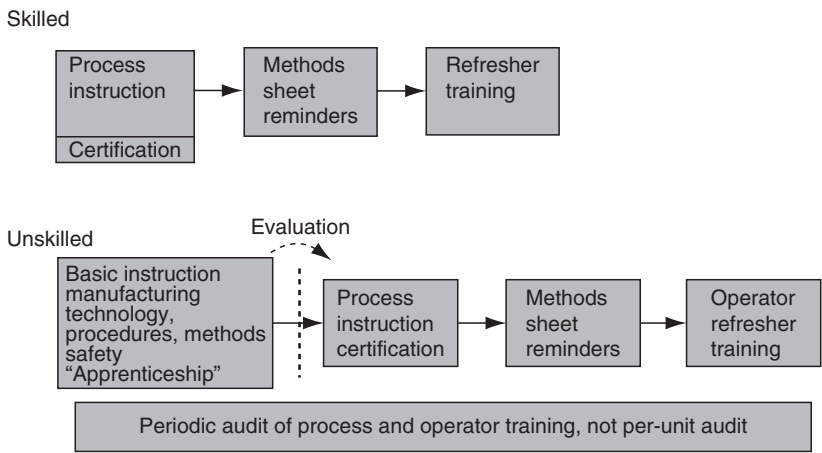 Skilled
Process
instruction
Certification
Methods
sheet
reminders
Refresher
training
Unskilled
Evaluation
Basic instruction
manufacturing
technology,
procedures, methods
safety
“Apprenticeship”
Process
instruction
certification
Methods
sheet
reminders
Operator
refresher
training
Periodic audit of process and operator training, not per-unit audit